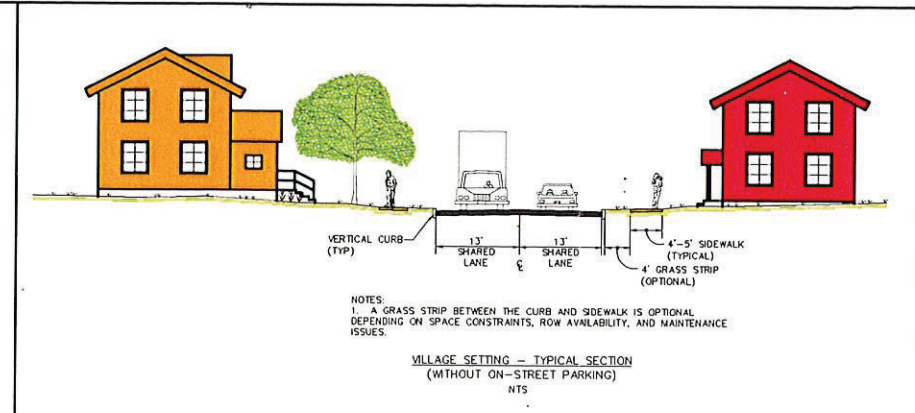 VERTICAL CURB
(TYP)
13'
SHARED
LANE
℄
13'
SHARED
LANE
4'-5' SIDEWALK
(TYPICAL)
4' GRASS STRIP
(OPTIONAL)
NOTES:
1. A GRASS STRIP BETWEEN THE CURB AND SIDEWALK IS OPTIONAL
DEPENDING ON SPACE CONSTRAINTS, ROW AVAILABILITY, AND MAINTENANCE
ISSUES.
VILLAGE SETTING - TYPICAL SECTION
(WITHOUT ON-STREET PARKING)
NTS